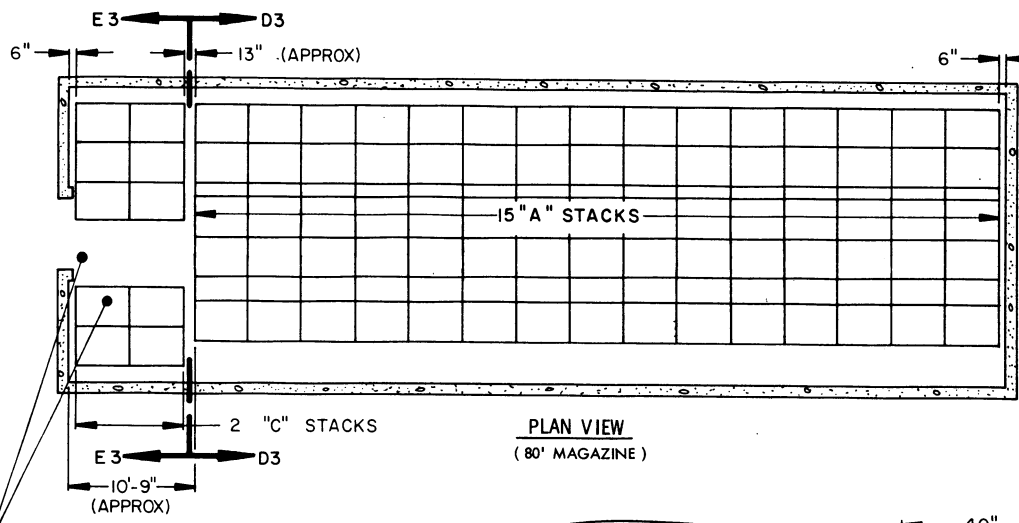 E3 D3
6" 13" (APPROX) 6"
15 "A" STACKS
2 "C" STACKS
PLAN VIEW
(80' MAGAZINE)
E3 D3
10'-9"
(APPROX)